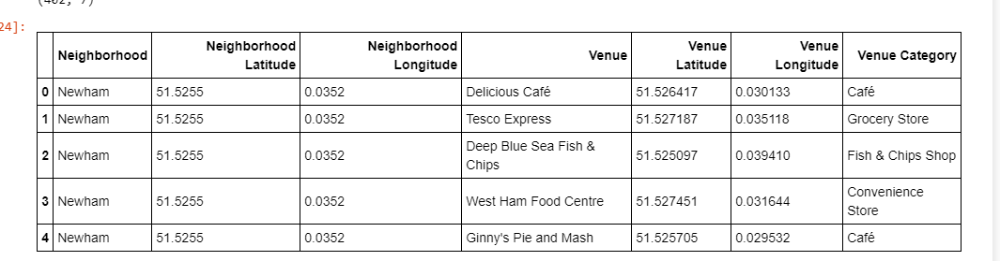 (402, 7)
24]:
Neighborhood Neighborhood Latitude Neighborhood Longitude Venue Venue Latitude Venue Longitude Venue Category
0 Newham 51.5255 0.0352 Delicious Café 51.526417 0.030133 Café
1 Newham 51.5255 0.0352 Tesco Express 51.527187 0.035118 Grocery Store
2 Newham 51.5255 0.0352 Deep Blue Sea Fish & Chips 51.525097 0.039410 Fish & Chips Shop
3 Newham 51.5255 0.0352 West Ham Food Centre 51.527451 0.031644 Convenience Store
4 Newham 51.5255 0.0352 Ginny's Pie and Mash 51.525705 0.029532 Café